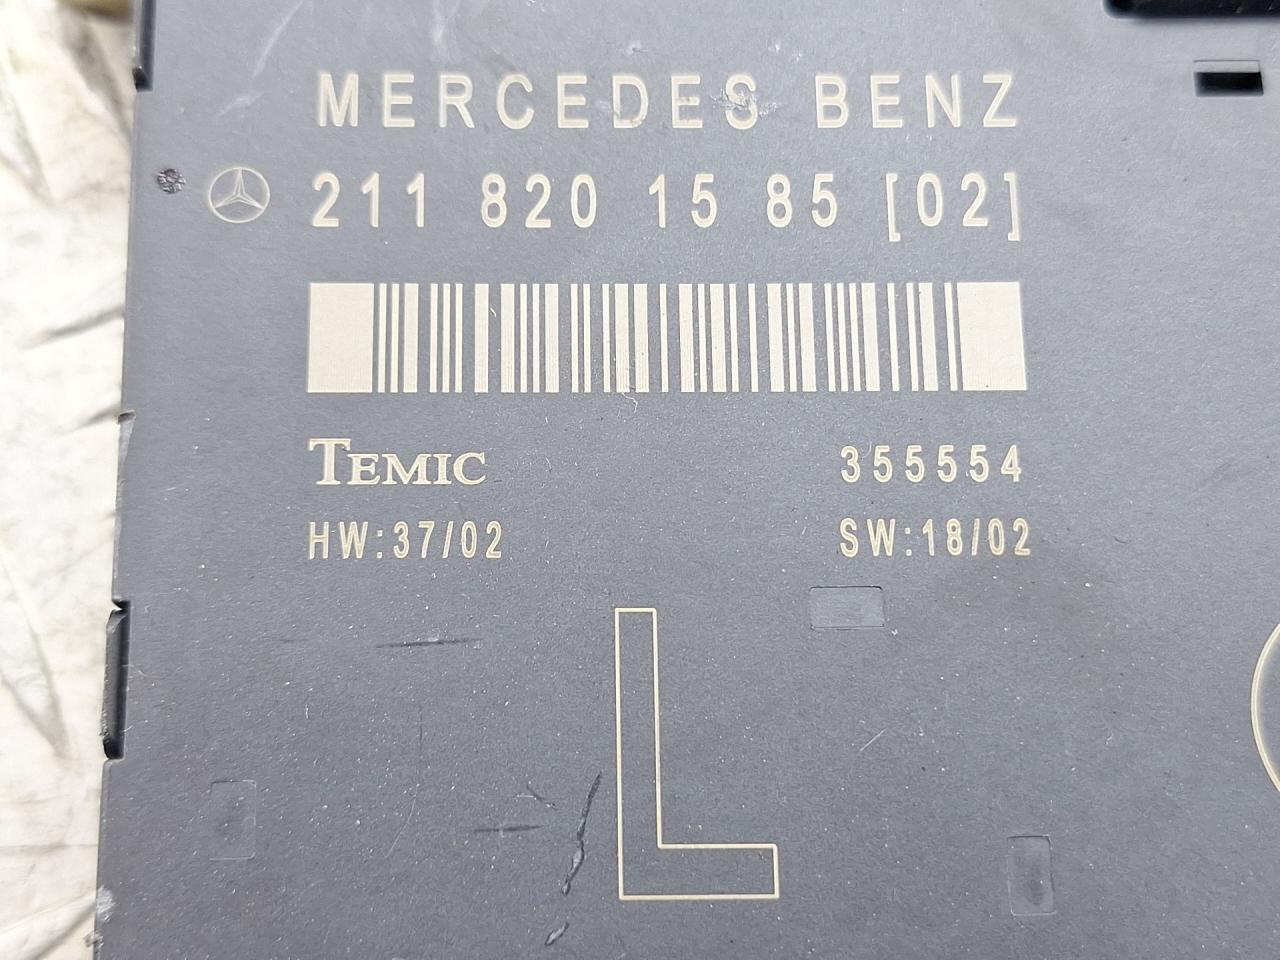 MERCEDES BENZ
211 820 15 85 [02]
TEMIC 355554
HW:37/02 SW:18/02
L